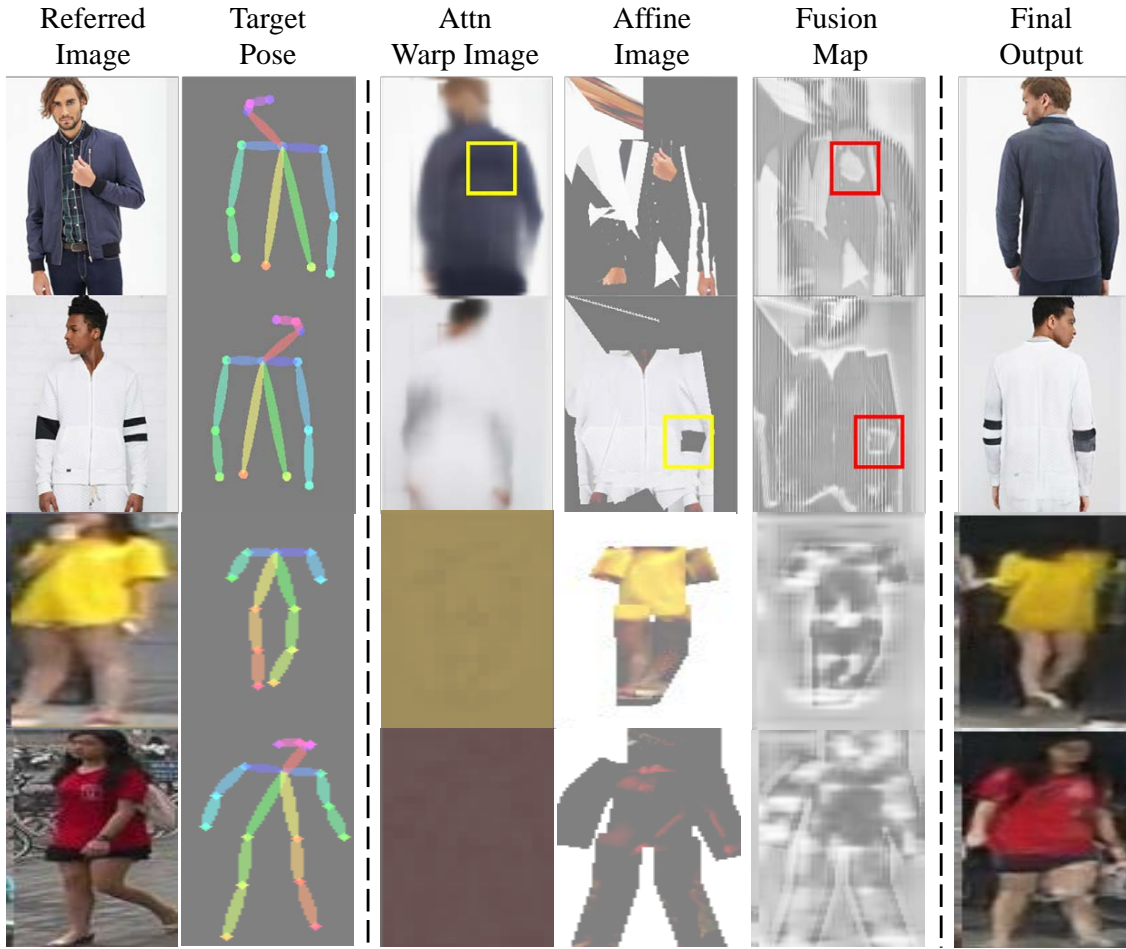 Referred Image
Target Pose
Attn Warp Image
Affine Image
Fusion Map
Final Output